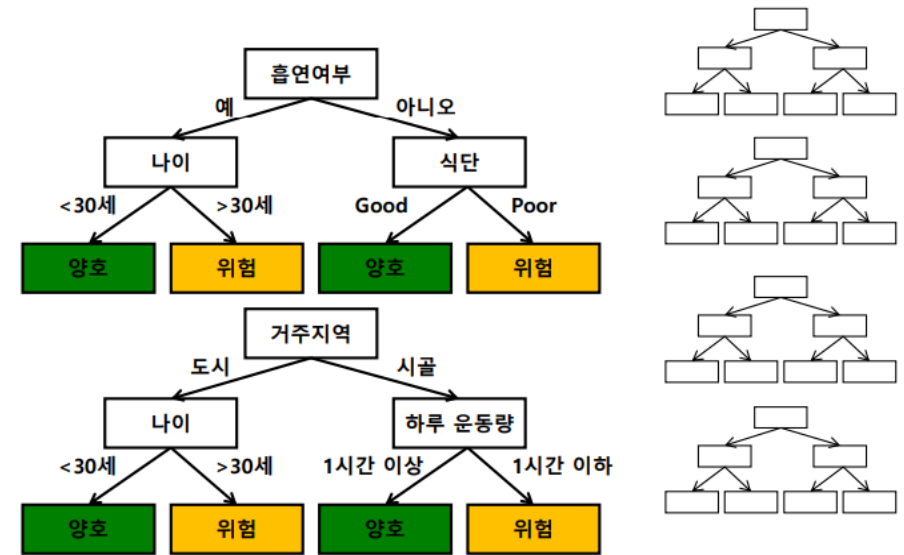 흡연여부
예 아니오
나이 식단
<30세 >30세 Good Poor
양호 위험 양호 위험
거주지역
도시 시골
나이 하루 운동량
<30세 >30세 1시간 이상 1시간 이하
양호 위험 양호 위험